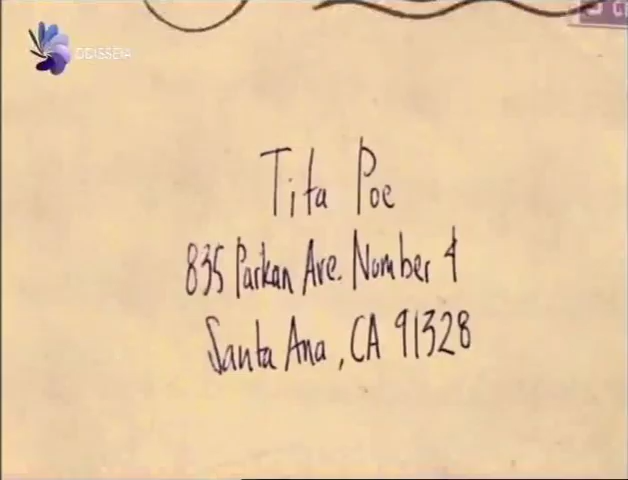 ODISSEIA
Tita Poe
835 Parkan Ave. Number 4
Santa Ana, CA 91328